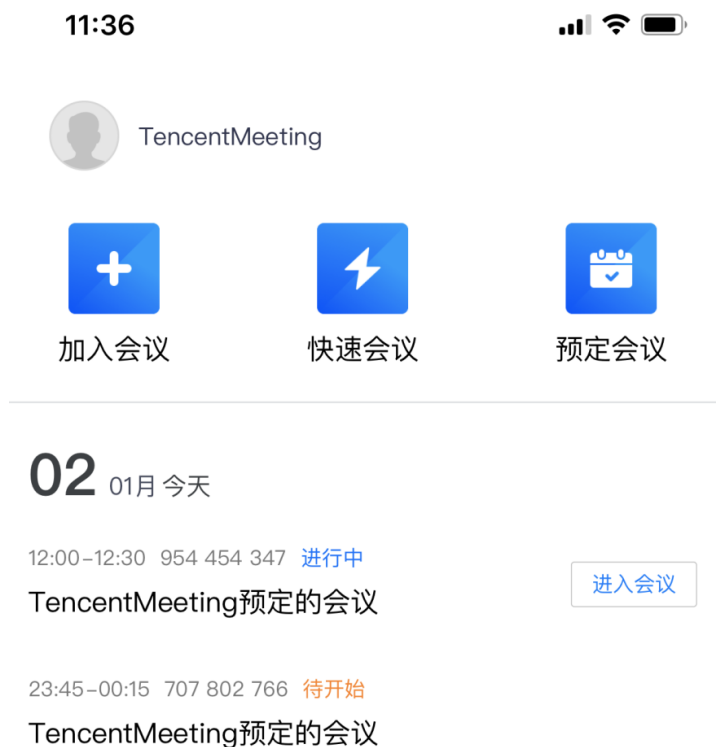 11:36
TencentMeeting
加入会议 快速会议 预定会议
02 01月 今天
12:00-12:30 954 454 347 进行中
进入会议
TencentMeeting预定的会议
23:45-00:15 707 802 766 待开始
TencentMeeting预定的会议